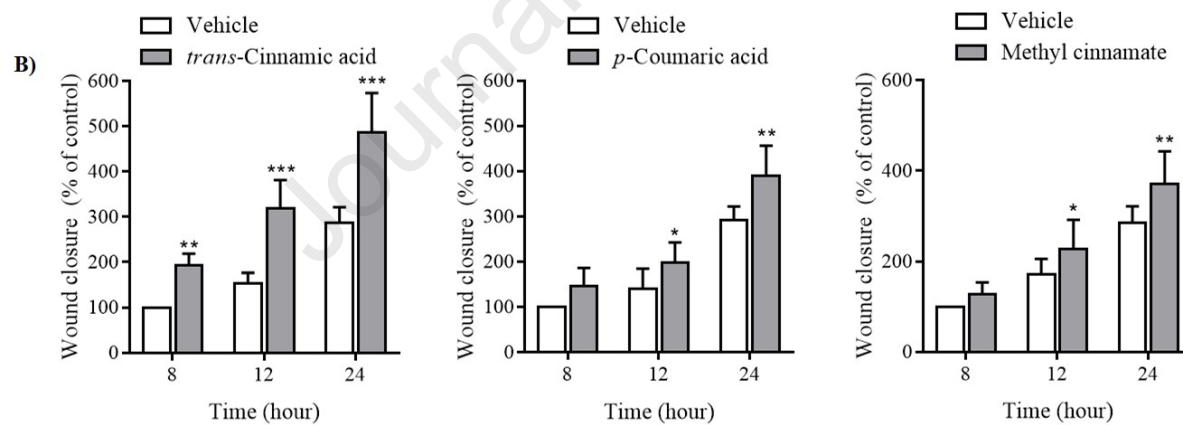 B)
Vehicle
trans-Cinnamic acid
Wound closure (% of control)
600
500
400
300
200
100
0
**
***
***
8
12
24
Time (hour)
Vehicle
p-Coumaric acid
Wound closure (% of control)
600
500
400
300
200
100
0
*
**
8
12
24
Time (hour)
Vehicle
Methyl cinnamate
Wound closure (% of control)
600
400
200
0
*
**
8
12
24
Time (hour)
Journal